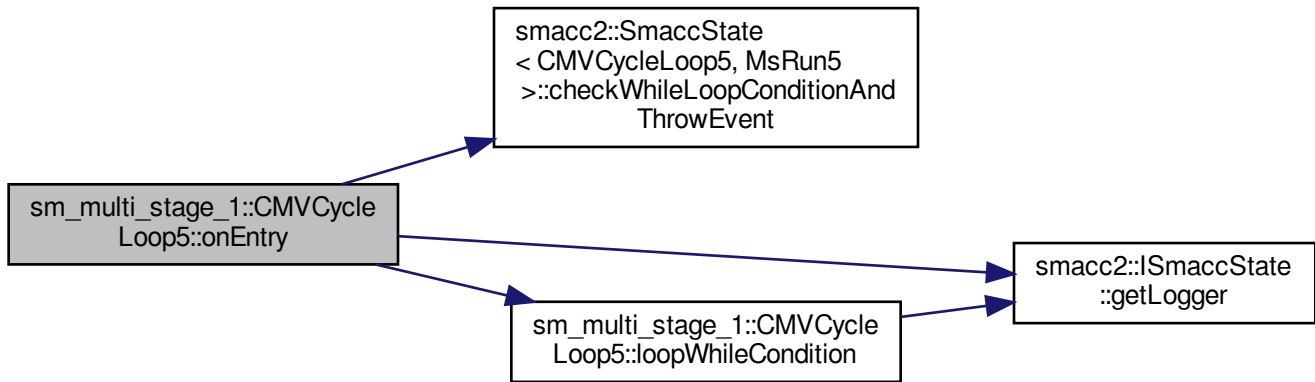 smacc2::SmaccState
< CMVCycleLoop5, MsRun5
>::checkWhileLoopConditionAnd
ThrowEvent
sm_multi_stage_1::CMVCycle
Loop5::onEntry
smacc2::ISmaccState
::getLogger
sm_multi_stage_1::CMVCycle
Loop5::loopWhileCondition